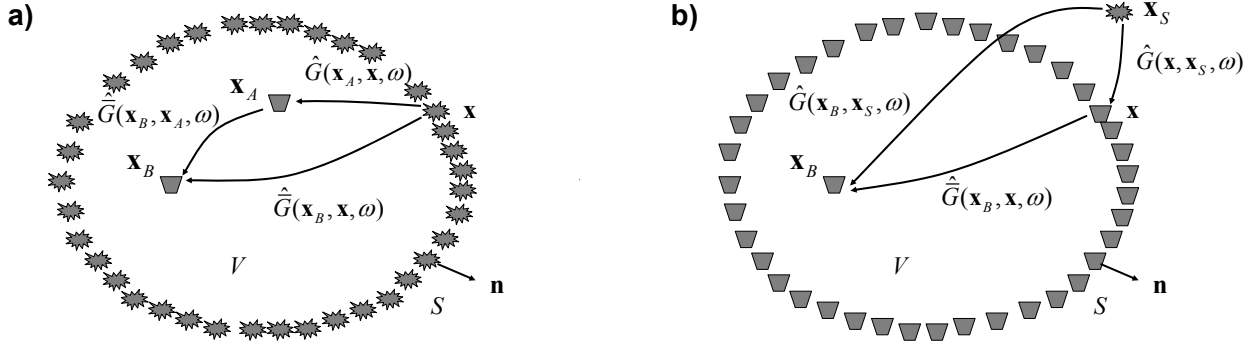 a)
𝐱_A
Ĝ(𝐱_A, 𝐱, ω)
𝐱
Ĝ̿(𝐱_B, 𝐱_A, ω)
𝐱_B
Ĝ̿(𝐱_B, 𝐱, ω)
V
𝐧
S
b)
𝐱_S
Ĝ(𝐱, 𝐱_S, ω)
Ĝ(𝐱_B, 𝐱_S, ω)
𝐱
𝐱_B
Ĝ̿(𝐱_B, 𝐱, ω)
V
𝐧
S